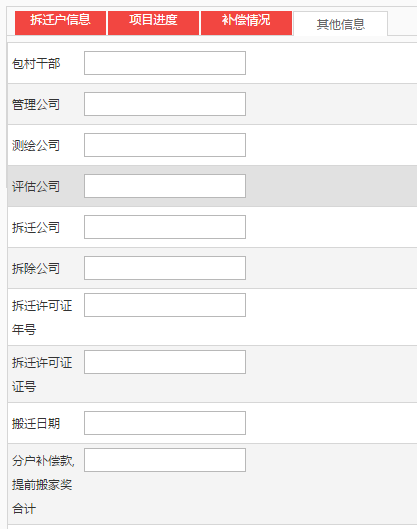 拆迁户信息 项目进度 补偿情况 其他信息
包村干部
管理公司
测绘公司
评估公司
拆迁公司
拆除公司
拆迁许可证
年号
拆迁许可证
证号
搬迁日期
分户补偿款,
提前搬家奖
合计